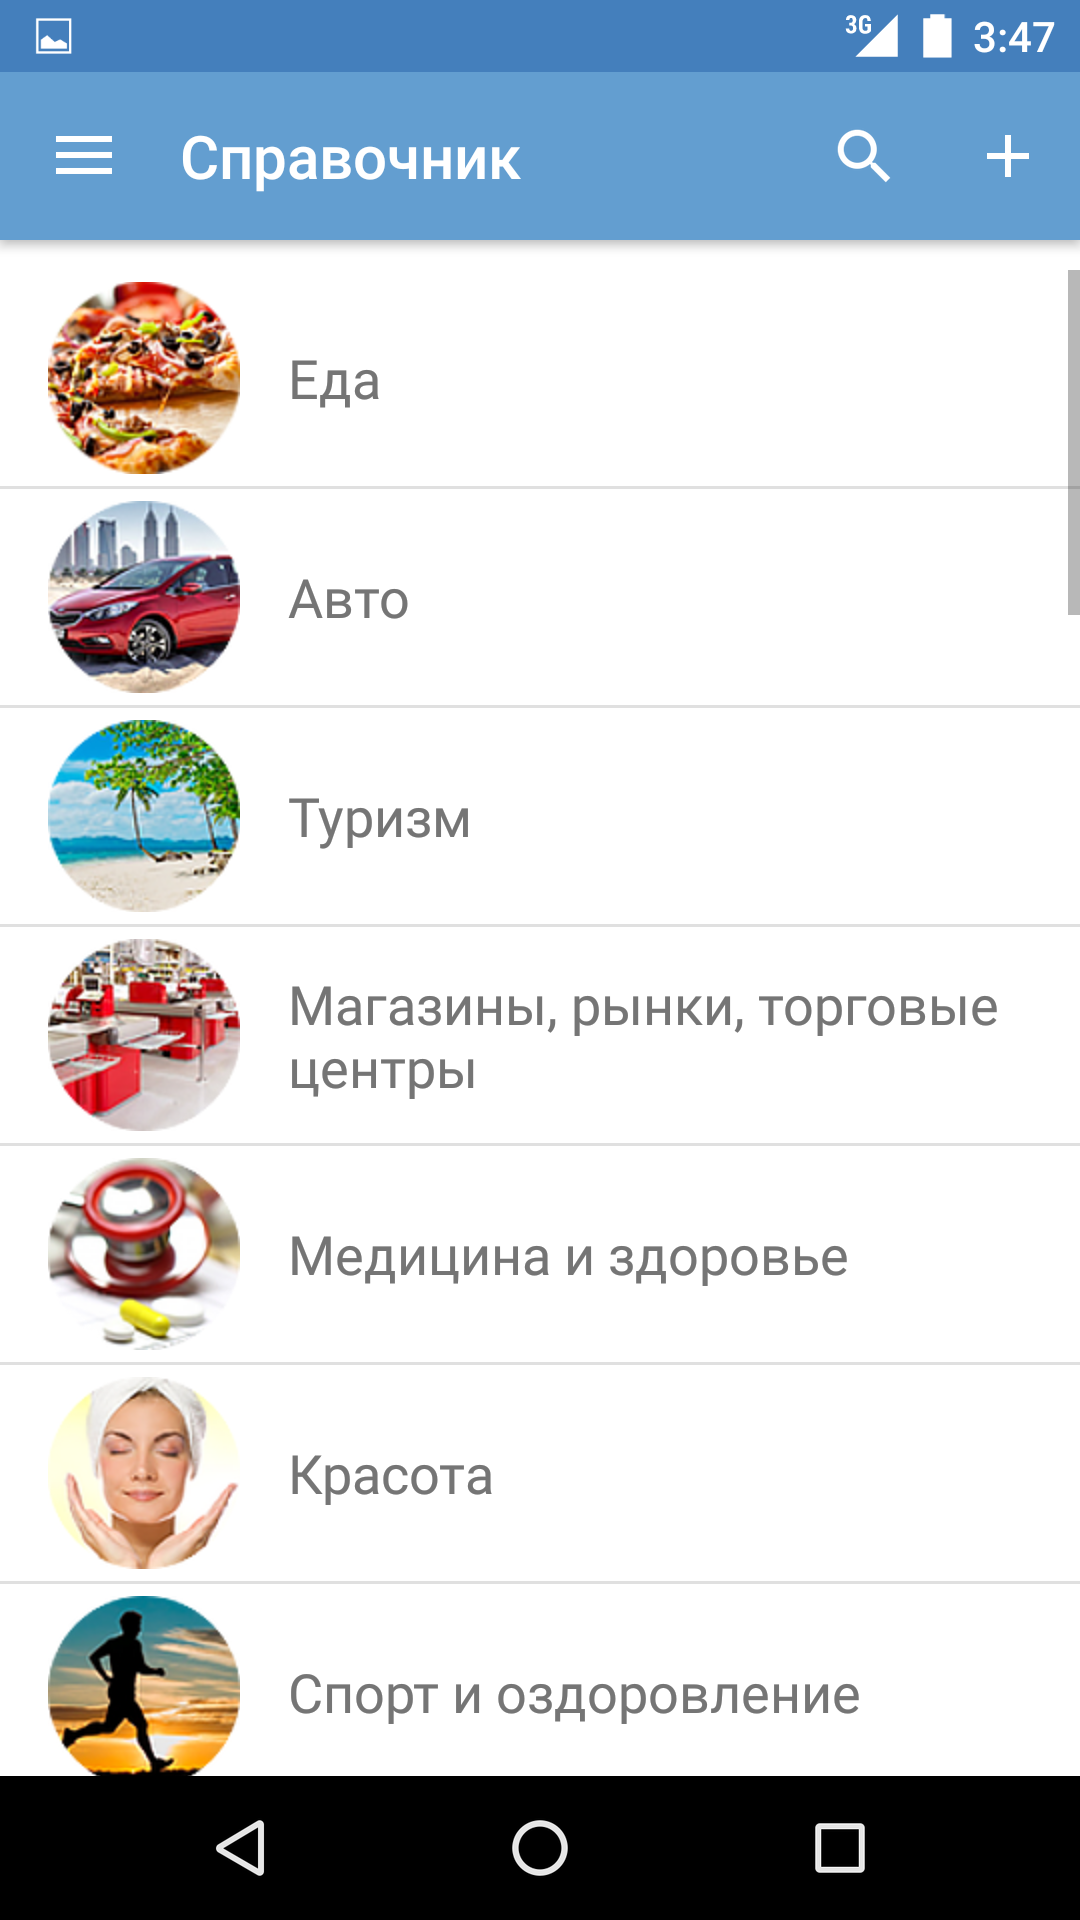 3G 3:47
Справочник
Еда
Авто
Туризм
Магазины, рынки, торговые
центры
Медицина и здоровье
Красота
Спорт и оздоровление